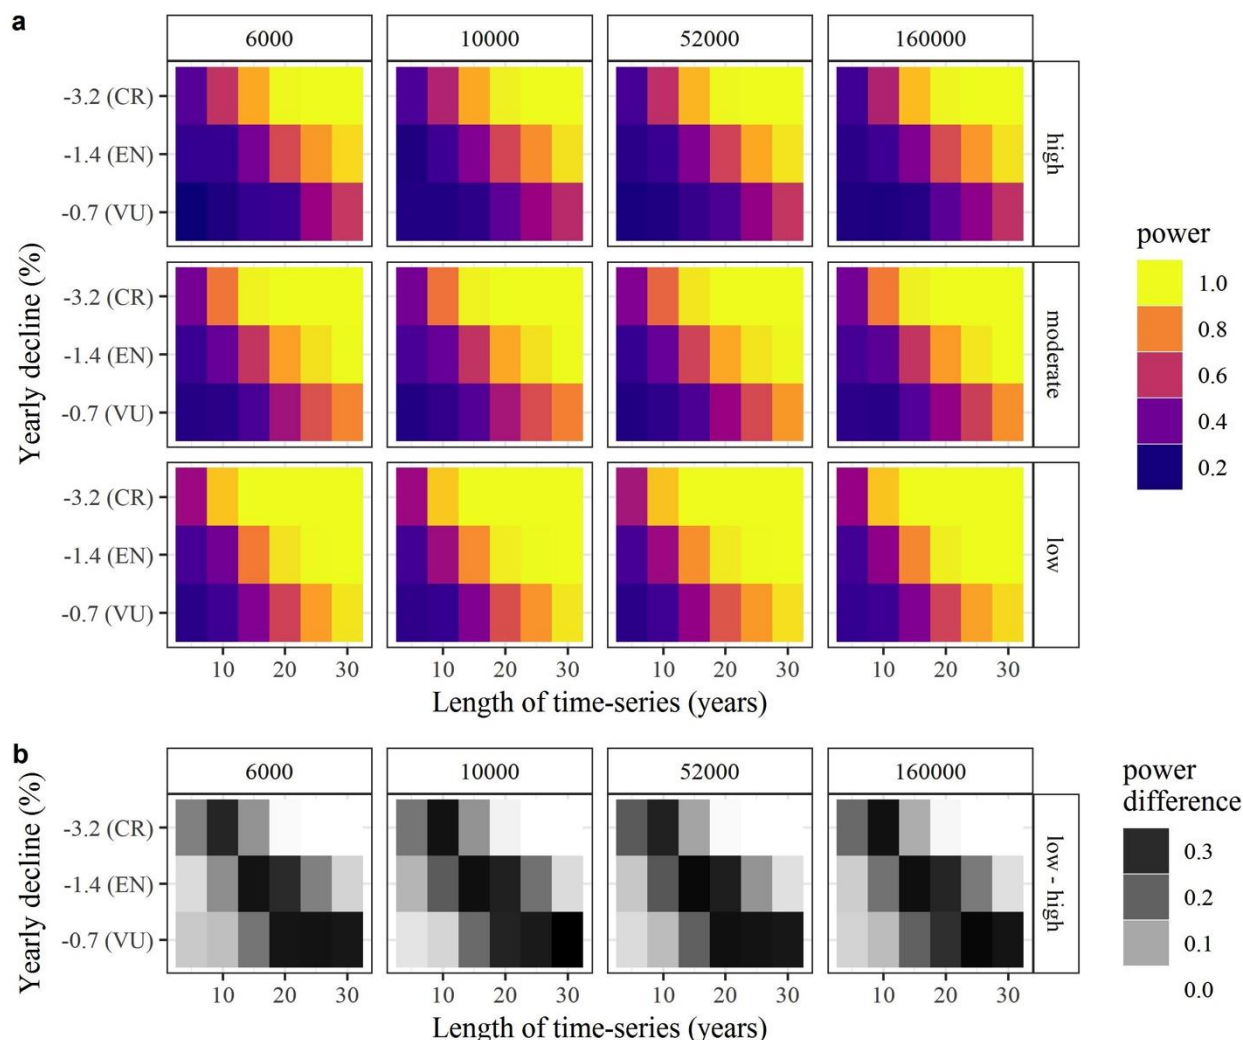 a
6000 10000 52000 160000
-3.2 (CR)
-1.4 (EN)
-0.7 (VU)
high
-3.2 (CR)
-1.4 (EN)
-0.7 (VU)
moderate
-3.2 (CR)
-1.4 (EN)
-0.7 (VU)
low
Yearly decline (%)
10 20 30 10 20 30 10 20 30 10 20 30
Length of time-series (years)
power
1.0
0.8
0.6
0.4
0.2
b
6000 10000 52000 160000
-3.2 (CR)
-1.4 (EN)
-0.7 (VU)
low - high
Yearly decline (%)
10 20 30 10 20 30 10 20 30 10 20 30
Length of time-series (years)
power
difference
0.3
0.2
0.1
0.0